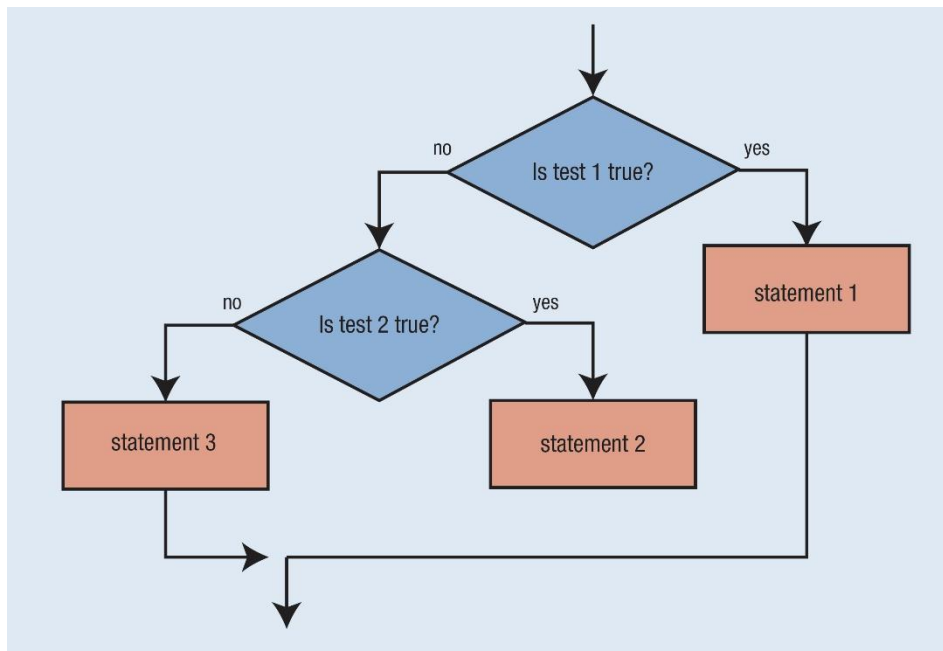 Is test 1 true?
no
yes
statement 1
Is test 2 true?
no
yes
statement 3
statement 2